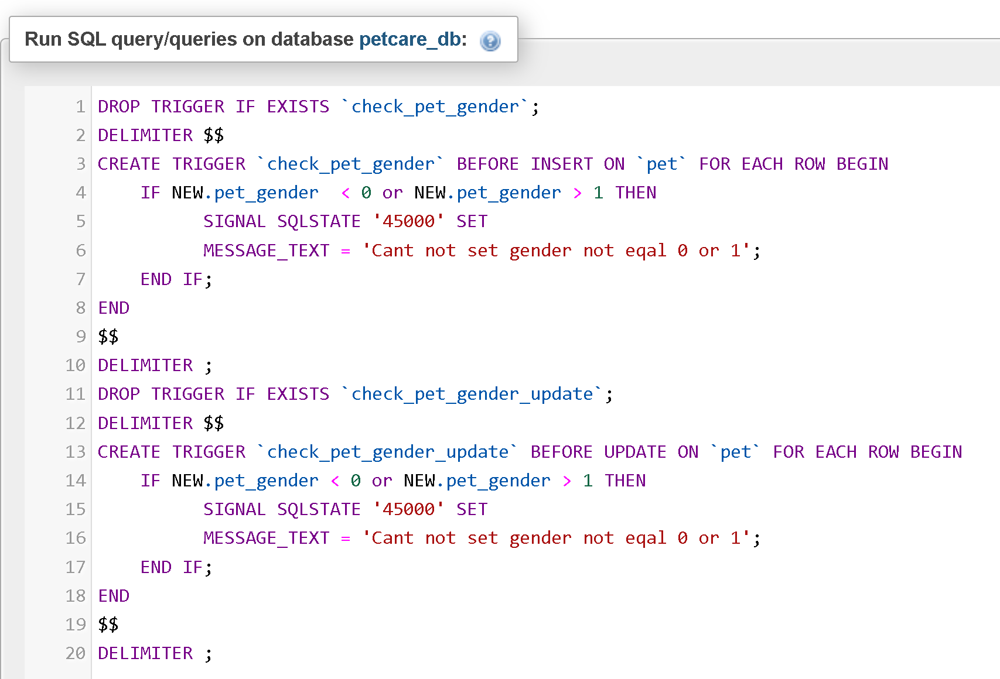 Run SQL query/queries on database petcare_db:
1 DROP TRIGGER IF EXISTS `check_pet_gender`;
2 DELIMITER $$
3 CREATE TRIGGER `check_pet_gender` BEFORE INSERT ON `pet` FOR EACH ROW BEGIN
4     IF NEW.pet_gender  < 0 or NEW.pet_gender > 1 THEN
5           SIGNAL SQLSTATE '45000' SET
6           MESSAGE_TEXT = 'Cant not set gender not eqal 0 or 1';
7     END IF;
8 END
9 $$
10 DELIMITER ;
11 DROP TRIGGER IF EXISTS `check_pet_gender_update`;
12 DELIMITER $$
13 CREATE TRIGGER `check_pet_gender_update` BEFORE UPDATE ON `pet` FOR EACH ROW BEGIN
14     IF NEW.pet_gender < 0 or NEW.pet_gender > 1 THEN
15           SIGNAL SQLSTATE '45000' SET
16           MESSAGE_TEXT = 'Cant not set gender not eqal 0 or 1';
17     END IF;
18 END
19 $$
20 DELIMITER ;